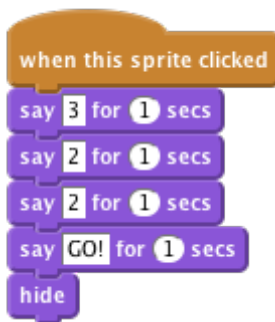 when this sprite clicked
say 3 for 1 secs
say 2 for 1 secs
say 2 for 1 secs
say GO! for 1 secs
hide